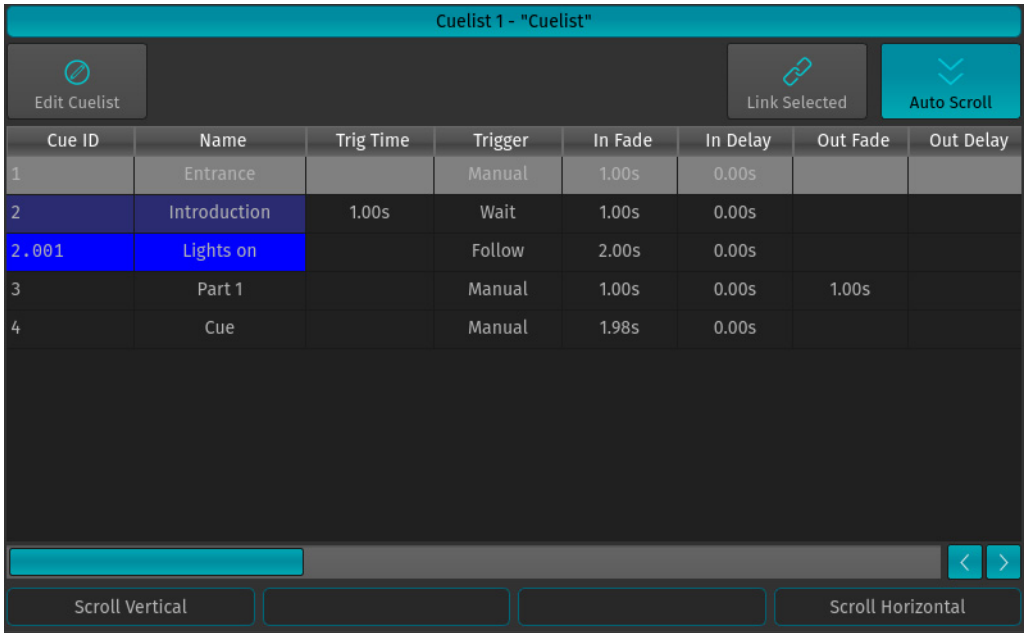 Cuelist 1 - "Cuelist"
Edit Cuelist Link Selected Auto Scroll
Cue ID Name Trig Time Trigger In Fade In Delay Out Fade Out Delay
1 Entrance Manual 1.00s 0.00s
2 Introduction 1.00s Wait 1.00s 0.00s
2.001 Lights on Follow 2.00s 0.00s
3 Part 1 Manual 1.00s 0.00s 1.00s
4 Cue Manual 1.98s 0.00s
Scroll Vertical Scroll Horizontal